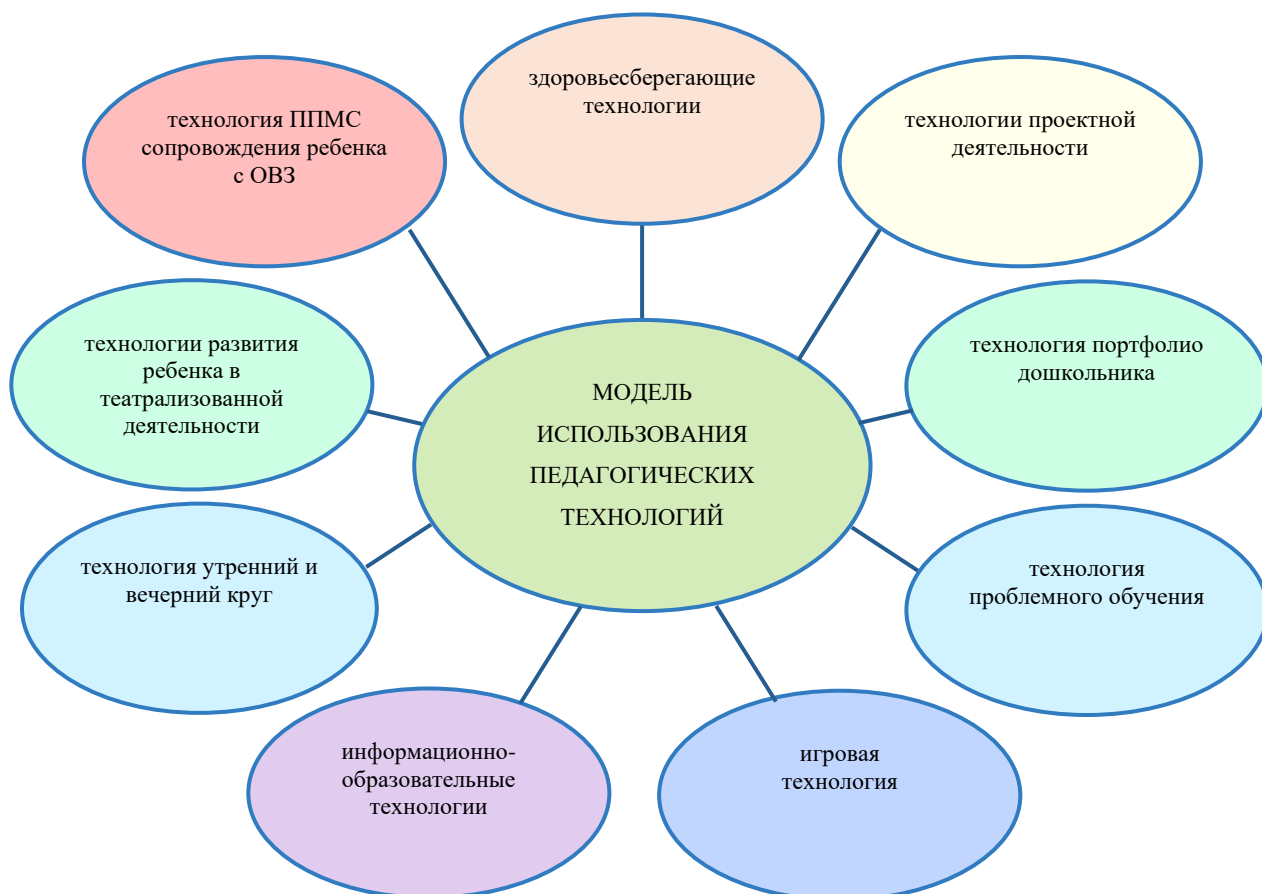 здоровьесберегающие
технологии
технология ППМС
сопровождения ребенка
с ОВЗ
технологии проектной
деятельности
технологии развития
ребенка в
театрализованной
деятельности
МОДЕЛЬ
ИСПОЛЬЗОВАНИЯ
ПЕДАГОГИЧЕСКИХ
ТЕХНОЛОГИЙ
технология портфолио
дошкольника
технология утренний и
вечерний круг
технология
проблемного обучения
информационно-
образовательные
технологии
игровая
технология